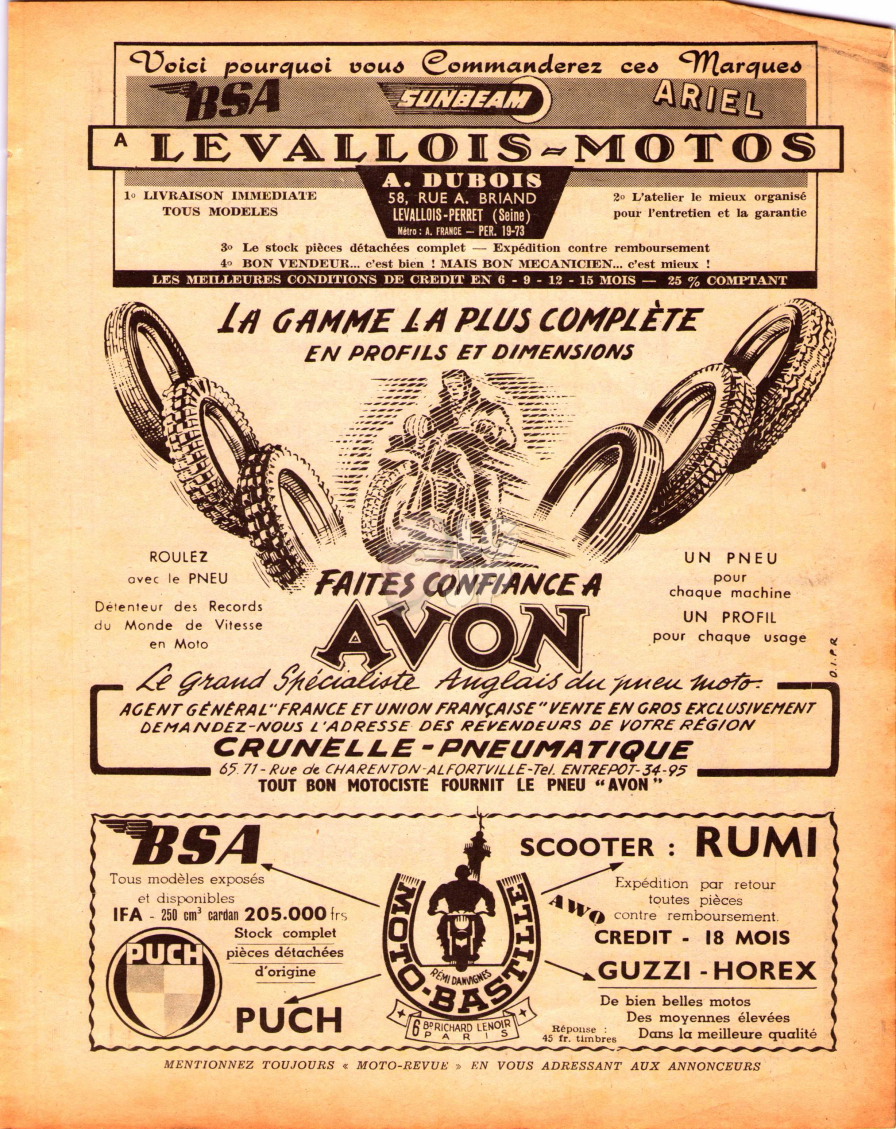 Voici pourquoi vous Commanderez ces Marques
BSA SUNBEAM ARIEL
A LEVALLOIS-MOTOS
A. DUBOIS
58, RUE A. BRIAND
LEVALLOIS-PERRET (Seine)
Métro : A. FRANCE — PER. 19-73
1o LIVRAISON IMMEDIATE
TOUS MODELES
2o L'atelier le mieux organisé
pour l'entretien et la garantie
3o Le stock pièces détachées complet — Expédition contre remboursement
4o BON VENDEUR... c'est bien ! MAIS BON MECANICIEN... c'est mieux !
LES MEILLEURES CONDITIONS DE CREDIT EN 6 - 9 - 12 - 15 MOIS — 25 % COMPTANT
LA GAMME LA PLUS COMPLÈTE
EN PROFILS ET DIMENSIONS
ROULEZ
avec le PNEU
Détenteur des Records
du Monde de Vitesse
en Moto
UN PNEU
pour
chaque machine
UN PROFIL
pour chaque usage
FAITES CONFIANCE A
AVON
O.I.P.R
Le Grand Spécialiste Anglais du pneu moto.
AGENT GÉNÉRAL "FRANCE ET UNION FRANÇAISE" VENTE EN GROS EXCLUSIVEMENT
DEMANDEZ-NOUS L'ADRESSE DES REVENDEURS DE VOTRE RÉGION
CRUNELLE-PNEUMATIQUE
65.71-Rue de CHARENTON-ALFORTVILLE-Tel. ENTREPOT-34-95
TOUT BON MOTOCISTE FOURNIT LE PNEU "AVON"
BSA
Tous modèles exposés
et disponibles
IFA - 250 cm³ cardan 205.000 frs
Stock complet
pièces détachées
d'origine
PUCH
PUCH
MOTO-BASTILLE
RÉMI DANVIGNES
6 Bd RICHARD LENOIR
PARIS
SCOOTER : RUMI
Expédition par retour
toutes pièces
contre remboursement.
AWO
CREDIT - 18 MOIS
GUZZI - HOREX
De bien belles motos
Des moyennes élevées
Dans la meilleure qualité
Réponse :
45 fr. timbres
MENTIONNEZ TOUJOURS « MOTO-REVUE » EN VOUS ADRESSANT AUX ANNONCEURS